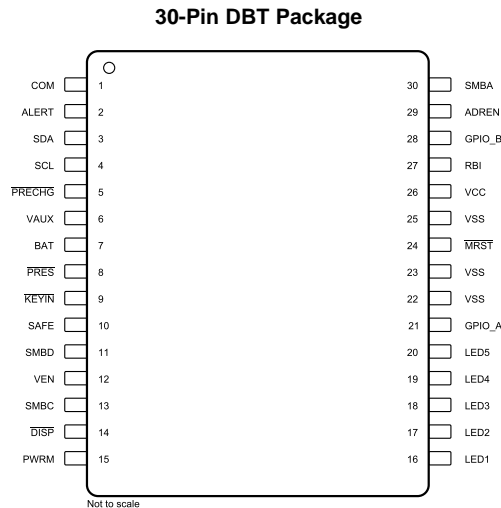 30-Pin DBT Package
COM 1 30 SMBA
ALERT 2 29 ADREN
SDA 3 28 GPIO_B
SCL 4 27 RBI
PRECHG 5 26 VCC
VAUX 6 25 VSS
BAT 7 24 MRST
PRES 8 23 VSS
KEYIN 9 22 VSS
SAFE 10 21 GPIO_A
SMBD 11 20 LED5
VEN 12 19 LED4
SMBC 13 18 LED3
DISP 14 17 LED2
PWRM 15 16 LED1
Not to scale